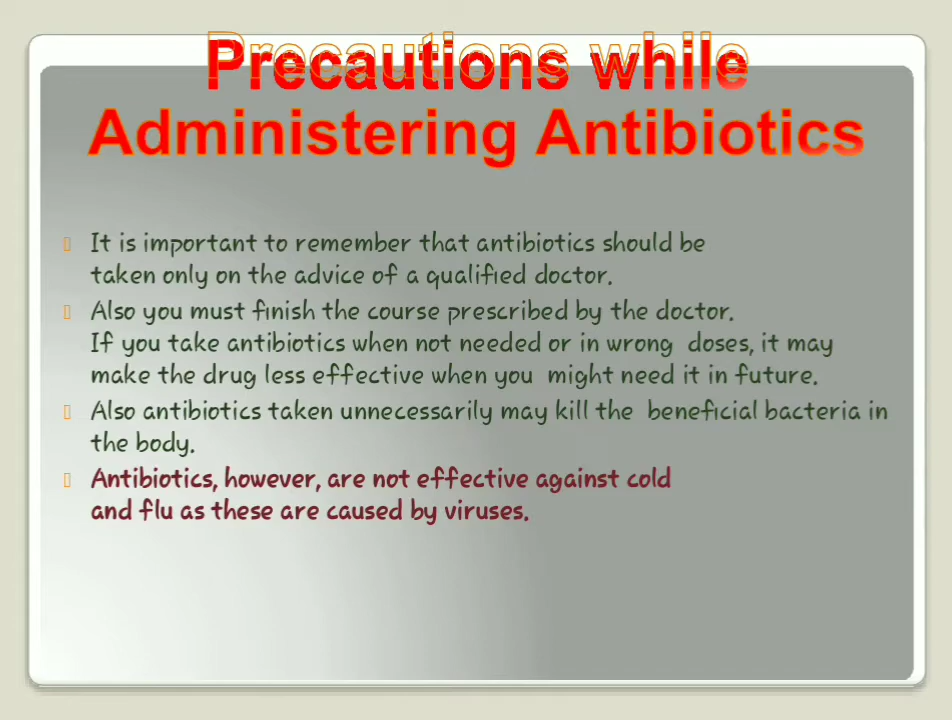 Precautions while
Administering Antibiotics
It is important to remember that antibiotics should be
taken only on the advice of a qualified doctor.
Also you must finish the course prescribed by the doctor.
If you take antibiotics when not needed or in wrong doses, it may
make the drug less effective when you might need it in future.
Also antibiotics taken unnecessarily may kill the beneficial bacteria in
the body.
Antibiotics, however, are not effective against cold
and flu as these are caused by viruses.